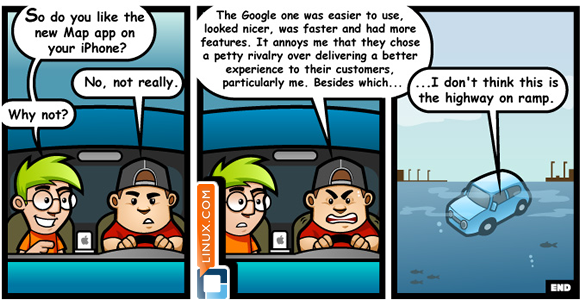 So do you like the
new Map app on
your iPhone?
No, not really.
Why not?
The Google one was easier to use,
looked nicer, was faster and had more
features. It annoys me that they chose
a petty rivalry over delivering a better
experience to their customers,
particularly me. Besides which...
LINUX.COM
...I don't think this is
the highway on ramp.
END